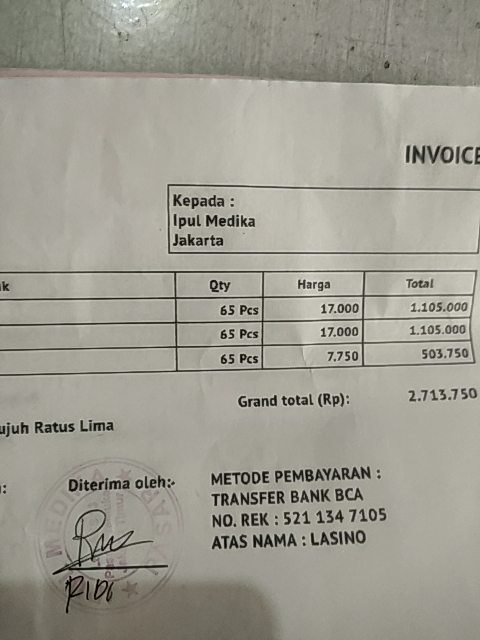 INVOICE
Kepada :
Ipul Medika
Jakarta
Qty Harga Total
65 Pcs 17.000 1.105.000
65 Pcs 17.000 1.105.000
65 Pcs 7.750 503.750
Grand total (Rp): 2.713.750
ujuh Ratus Lima
Diterima oleh:-
METODE PEMBAYARAN :
TRANSFER BANK BCA
NO. REK : 521 134 7105
ATAS NAMA : LASINO
MEDIKA